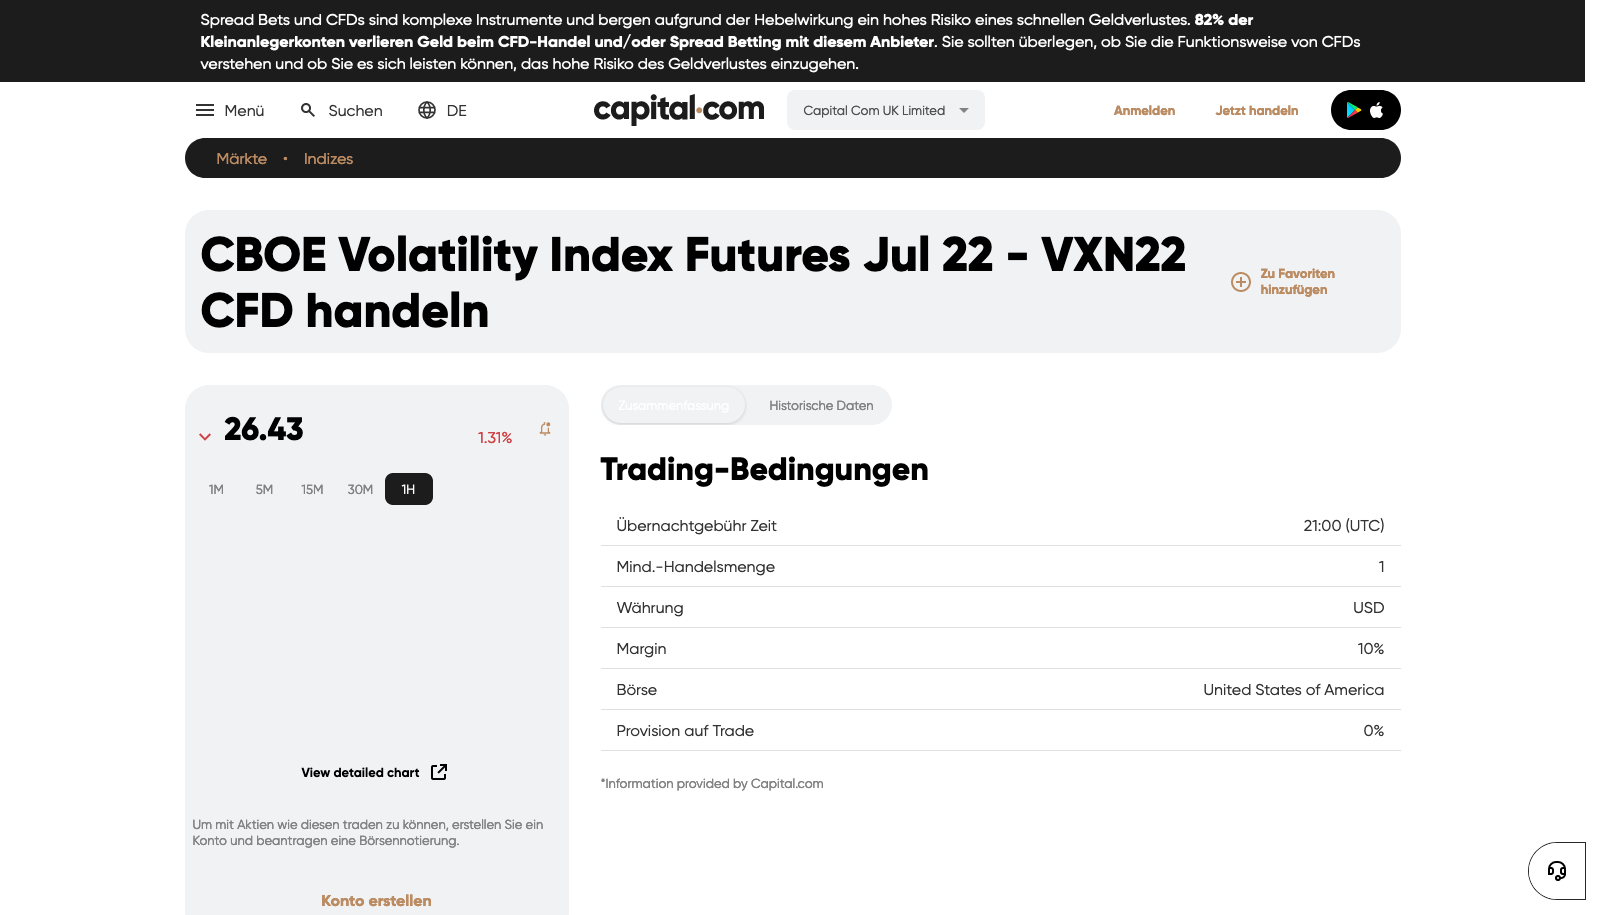 Spread Bets und CFDs sind komplexe Instrumente und bergen aufgrund der Hebelwirkung ein hohes Risiko eines schnellen Geldverlustes. 82% der
Kleinanlegerkonten verlieren Geld beim CFD-Handel und/oder Spread Betting mit diesem Anbieter. Sie sollten überlegen, ob Sie die Funktionsweise von CFDs
verstehen und ob Sie es sich leisten können, das hohe Risiko des Geldverlustes einzugehen.
Menü Suchen DE capital.com Capital Com UK Limited Anmelden Jetzt handeln
Märkte • Indizes
CBOE Volatility Index Futures Jul 22 - VXN22
CFD handeln
Zu Favoriten
hinzufügen
26.43 1.31%
1M 5M 15M 30M 1H
View detailed chart
Um mit Aktien wie diesen traden zu können, erstellen Sie ein
Konto und beantragen eine Börsennotierung.
Konto erstellen
Zusammenfassung Historische Daten
Trading-Bedingungen
Übernachtgebühr Zeit 21:00 (UTC)
Mind.-Handelsmenge 1
Währung USD
Margin 10%
Börse United States of America
Provision auf Trade 0%
*Information provided by Capital.com